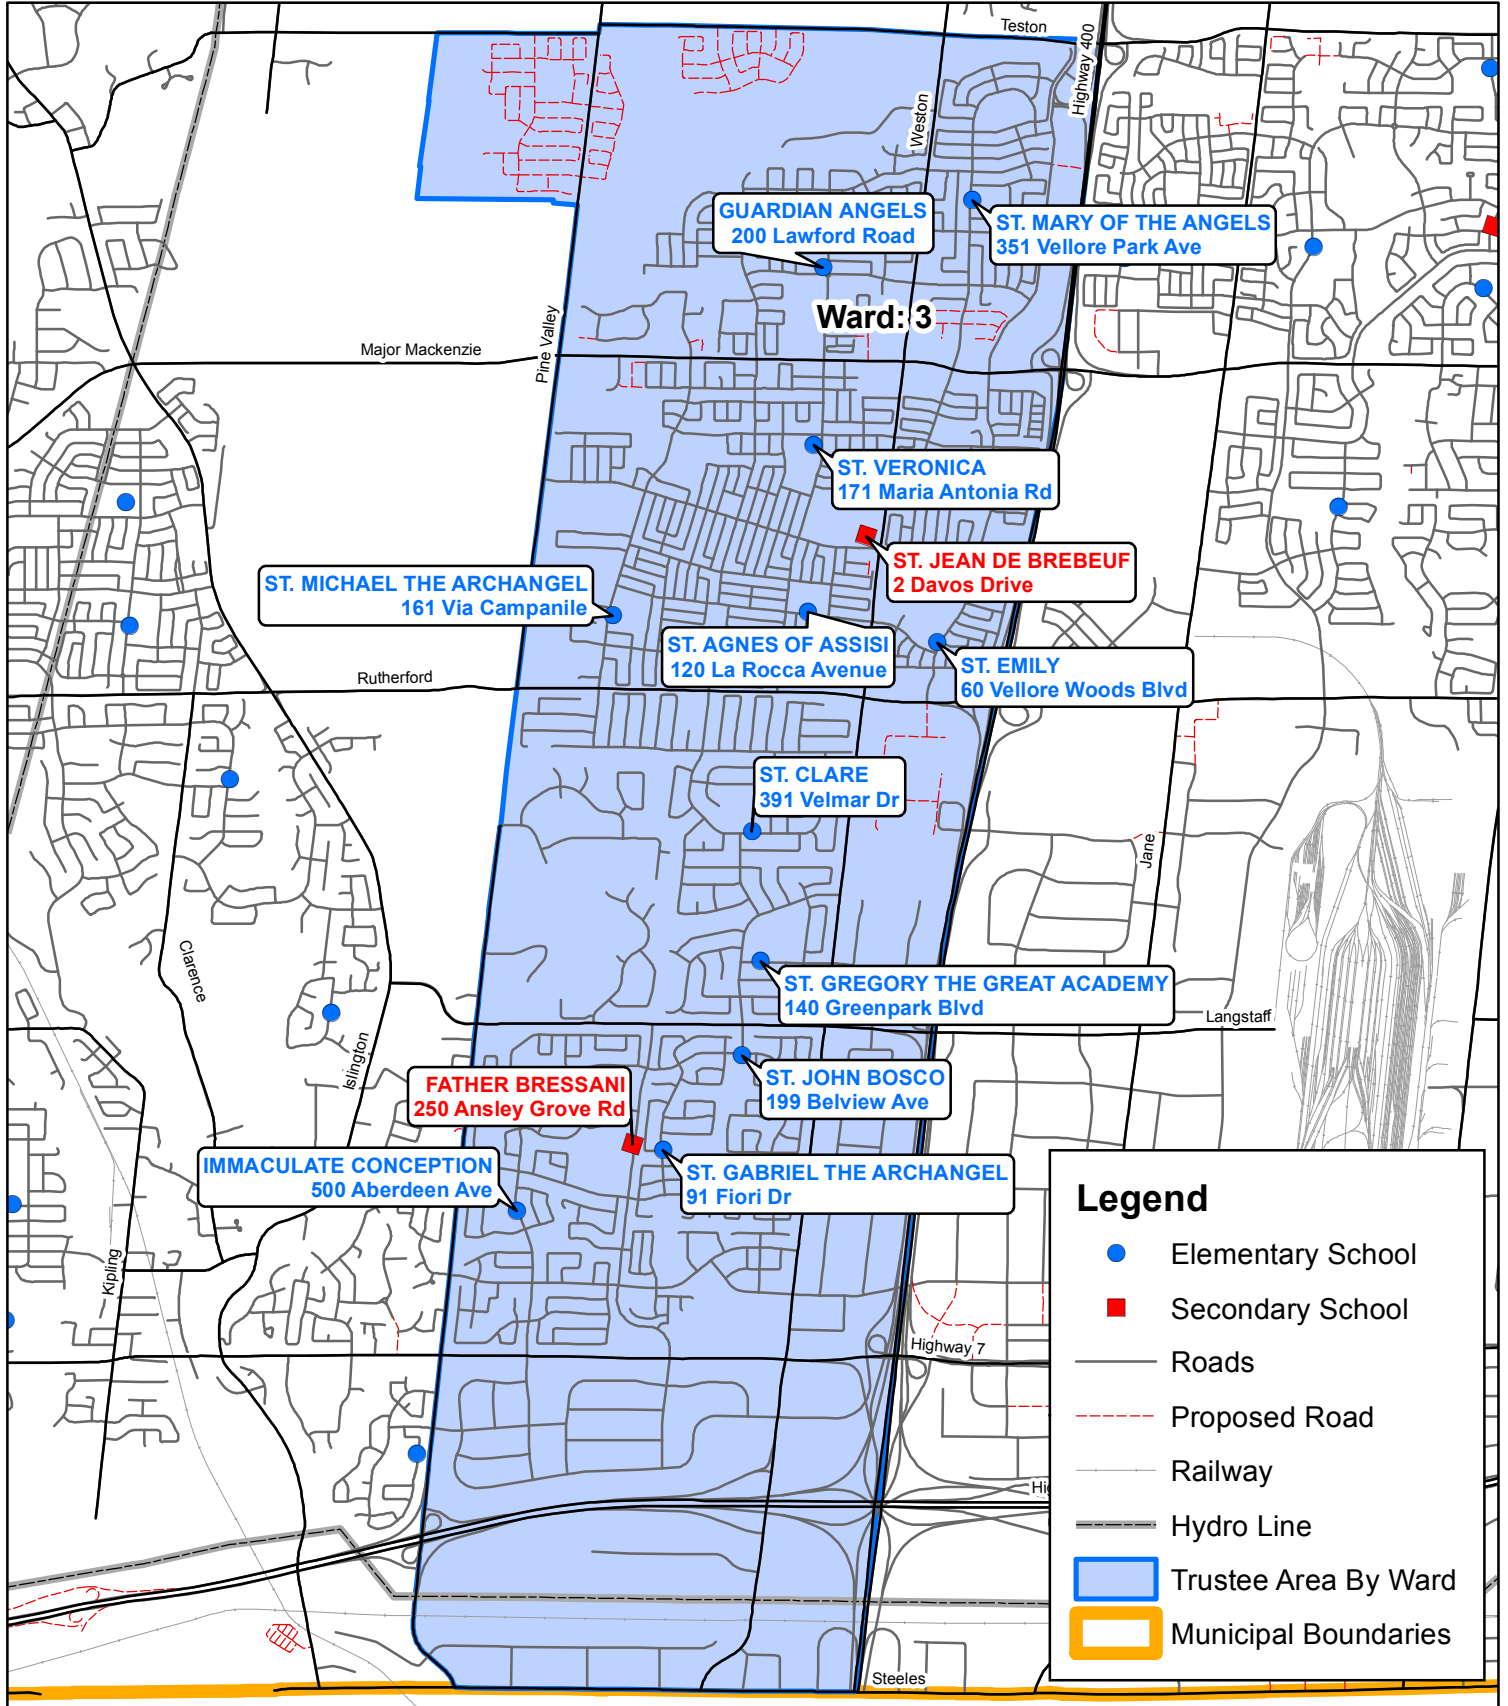 Teston
Highway 400
Weston
GUARDIAN ANGELS
200 Lawford Road
ST. MARY OF THE ANGELS
351 Vellore Park Ave
Ward: 3
Pine Valley
Major Mackenzie
ST. VERONICA
171 Maria Antonia Rd
ST. JEAN DE BREBEUF
2 Davos Drive
ST. MICHAEL THE ARCHANGEL
161 Via Campanile
ST. AGNES OF ASSISI
120 La Rocca Avenue
ST. EMILY
60 Vellore Woods Blvd
Rutherford
ST. CLARE
391 Velmar Dr
Jane
Clarence
ST. GREGORY THE GREAT ACADEMY
140 Greenpark Blvd
Langstaff
Islington
ST. JOHN BOSCO
199 Belview Ave
FATHER BRESSANI
250 Ansley Grove Rd
IMMACULATE CONCEPTION
500 Aberdeen Ave
ST. GABRIEL THE ARCHANGEL
91 Fiori Dr
Kipling
Highway 7
Steeles
Legend
Elementary School
Secondary School
Roads
Proposed Road
Railway
Hydro Line
Trustee Area By Ward
Municipal Boundaries